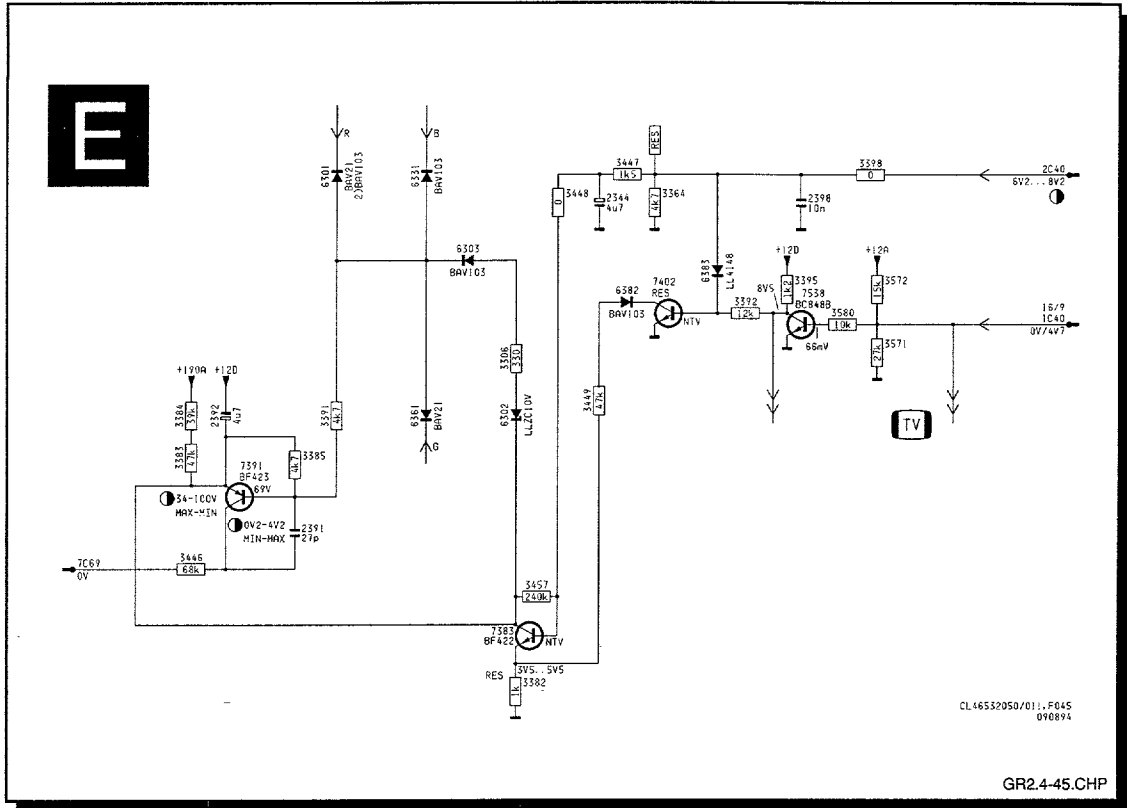 E
R
B
6301
BAV21
2)BAV103
6331
BAV103
RES
3447
1k5
3448
0
2344
4u7
4k7
3364
3398
0
2398
10n
2C40
6V2...8V2
6303
BAV103
6383
LL4148
+12D
+12A
3395
1k2
15k
3572
7402
RES
6382
BAV103
NTV
3392
12k
8V5
7538
BC848B
3580
10k
66mV
16/9
1C40
0V/4V7
27k
3571
3306
330
+190A
+12D
3384
39k
2392
4u7
3391
4k7
6361
BAV21
G
6302
LLZC10V
3449
47k
TV
3383
47k
4k7
3385
7391
BF423
69V
34-100V
MAX-MIN
0V2-4V2
MIN-MAX
2391
27p
7C69
0V
3446
68k
3457
240k
7383
BF422
NTV
RES
3V5..5V5
1k
3382
CL46532050/011.F045
090894
GR2.4-45.CHP